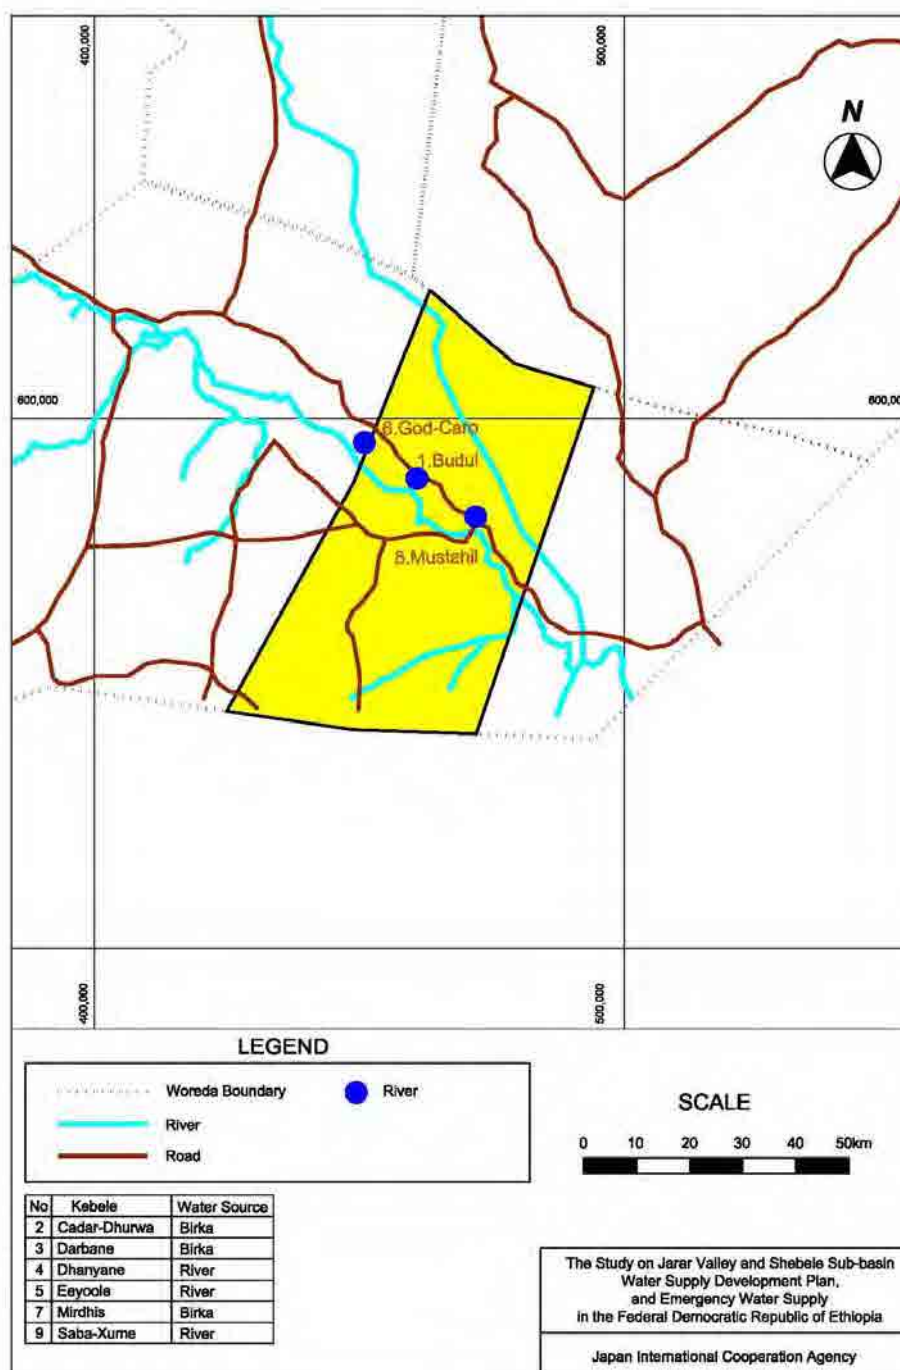 400,000
500,000
N
600,000
600,00
6.God-Caro
1.Budul
8.Mustahil
400,000
500,000
LEGEND
Woreda Boundary
River
River
Road
SCALE
0 10 20 30 40 50km
No Kebele Water Source
2 Cadar-Dhurwa Birka
3 Darbane Birka
4 Dhanyane River
5 Eeyoole River
7 Mirdhis Birka
9 Saba-Xume River
The Study on Jarar Valley and Shebele Sub-basin
Water Supply Development Plan,
and Emergency Water Supply
in the Federal Democratic Republic of Ethiopia
Japan International Cooperation Agency